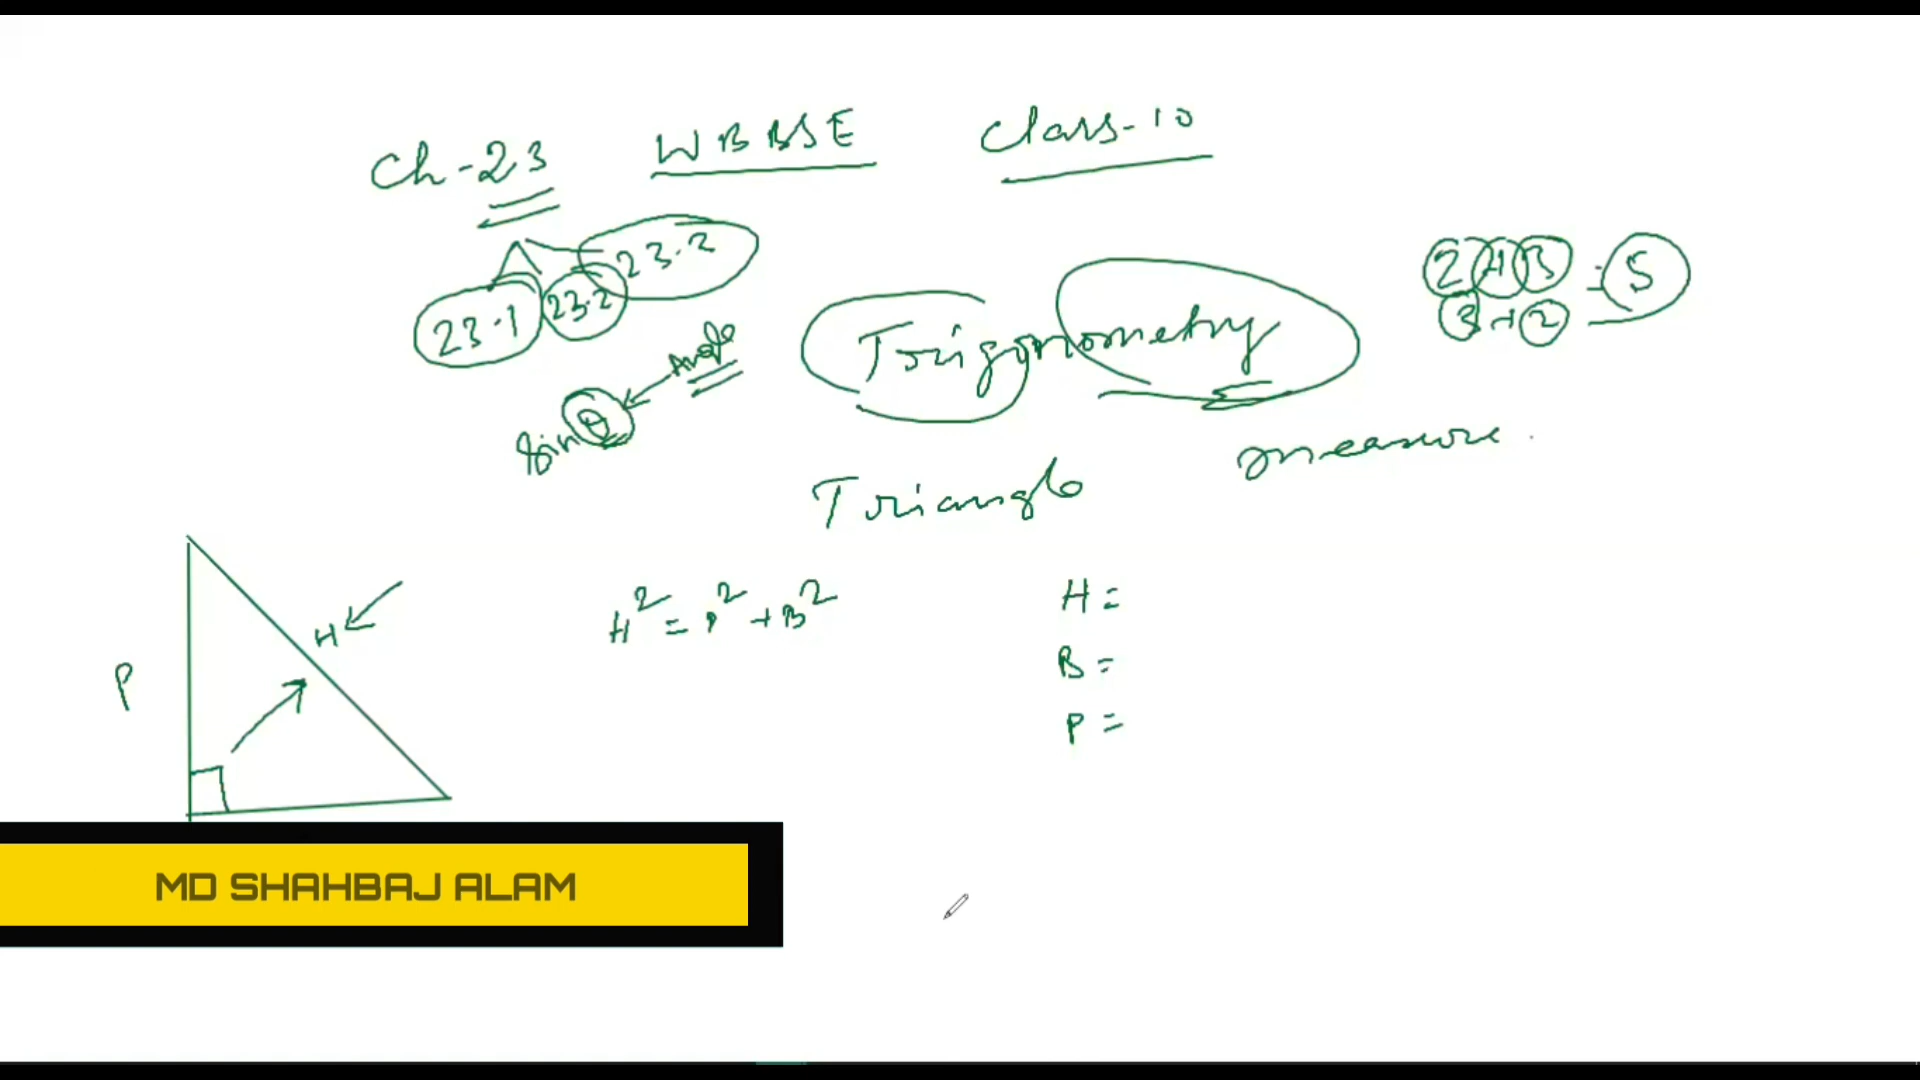 Ch-23 WBBSE Class-10
23.2
23.1 23.2
2+3 = 5
3+2
Trigonometry
Angle
sin θ
measure.
Triangle
H² = P² + B²
H =
H
B =
P
P =
MD SHAHBAJ ALAM